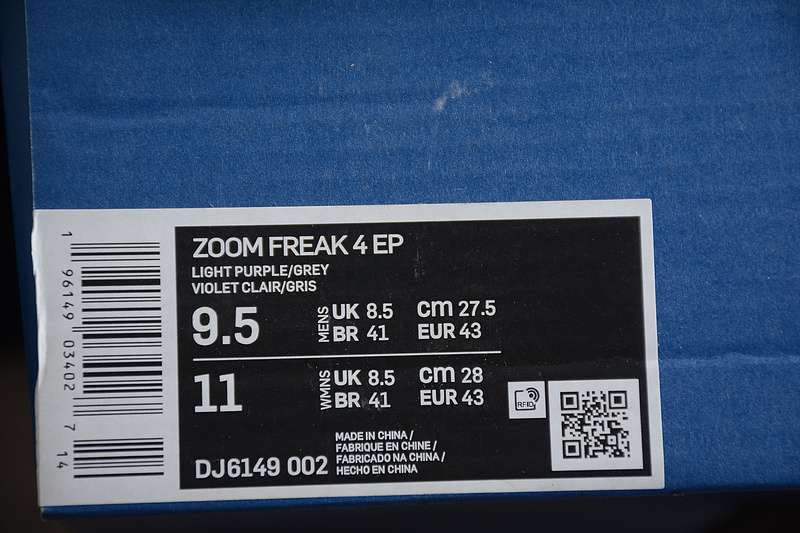 1 96149 03402 7 14
ZOOM FREAK 4 EP
LIGHT PURPLE/GREY
VIOLET CLAIR/GRIS
9.5 MENS UK 8.5 CM 27.5
BR 41 EUR 43
11 WMNS UK 8.5 CM 28
BR 41 EUR 43
RFID
MADE IN CHINA /
FABRIQUE EN CHINE /
FABRICADO NA CHINA /
HECHO EN CHINA
DJ6149 002